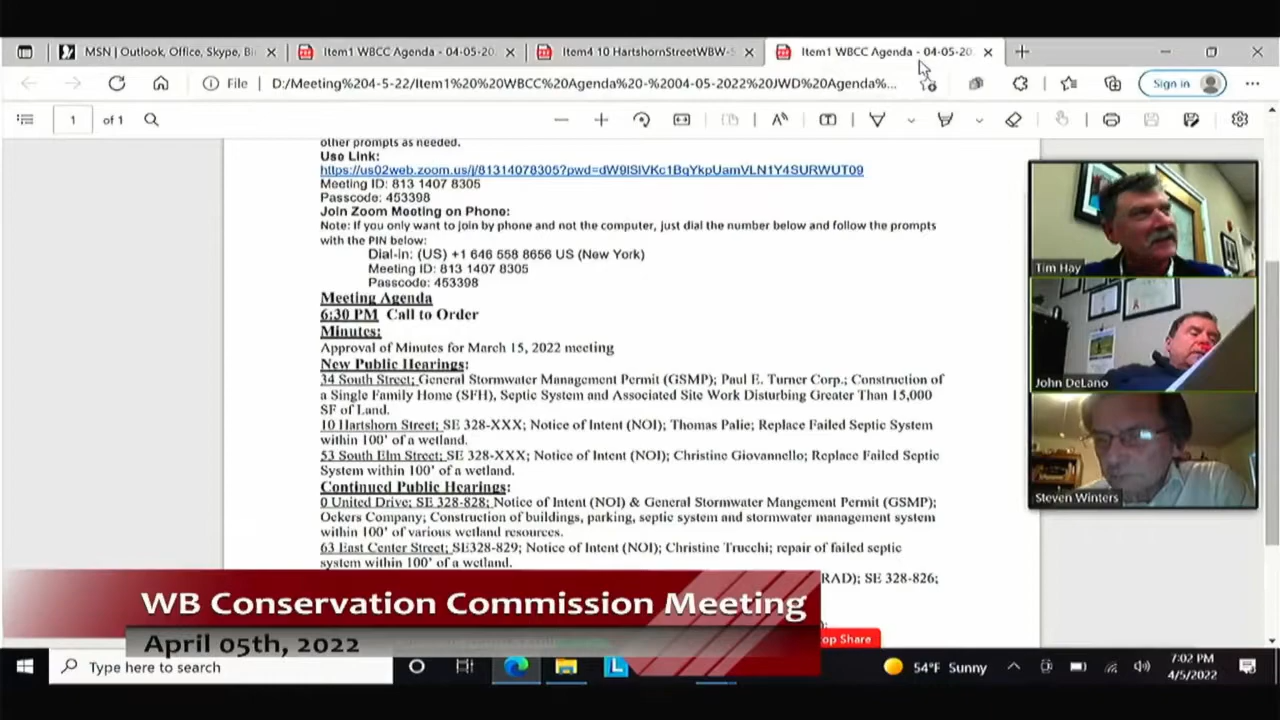 MSN | Outlook, Office, Skype, Bi
Item1 WBCC Agenda - 04-05-20
Item4 10 HartshornStreetWBW-S
Item1 WBCC Agenda - 04-05-20
File
D:/Meeting%204-5-22/Item1%20%20WBCC%20Agenda%20-%2004-05-2022%20JWD%20Agenda%...
Sign in
1 of 1
other prompts as needed.
Use Link:
Meeting ID: 813 1407 8305
Passcode: 453398
Join Zoom Meeting on Phone:
Note: If you only want to join by phone and not the computer, just dial the number below and follow the prompts
with the PIN below:
Dial-in: (US) +1 646 558 8656 US (New York)
Meeting ID: 813 1407 8305
Passcode: 453398
Meeting Agenda
6:30 PM Call to Order
Minutes:
Approval of Minutes for March 15, 2022 meeting
New Public Hearings:
34 South Street; General Stormwater Management Permit (GSMP); Paul E. Turner Corp.; Construction of
a Single Family Home (SFH), Septic System and Associated Site Work Disturbing Greater Than 15,000
SF of Land.
10 Hartshorn Street; SE 328-XXX; Notice of Intent (NOI); Thomas Palie; Replace Failed Septic System
within 100' of a wetland.
53 South Elm Street; SE 328-XXX; Notice of Intent (NOI); Christine Giovannello; Replace Failed Septic
System within 100' of a wetland.
Continued Public Hearings:
0 United Drive; SE 328-828; Notice of Intent (NOI) & General Stormwater Mangement Permit (GSMP);
Ockers Company; Construction of buildings, parking, septic system and stormwater management system
within 100' of various wetland resources.
63 East Center Street; SE328-829; Notice of Intent (NOI); Christine Trucchi; repair of failed septic
system within 100' of a wetland.
RAD); SE 328-826;
Tim Hay
John DeLano
Steven Winters
WB Conservation Commission Meeting
April 05th, 2022
op Share
Type here to search
54°F Sunny
7:02 PM
4/5/2022